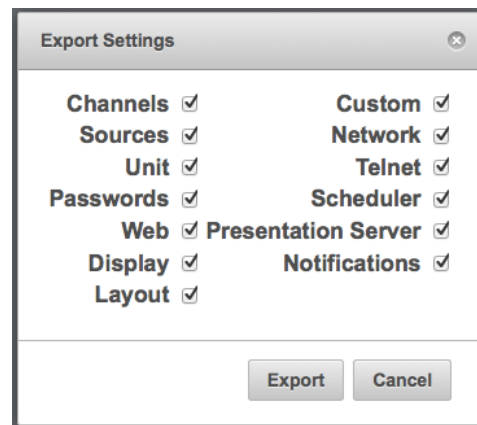 Export Settings
Channels Custom
Sources Network
Unit Telnet
Passwords Scheduler
Web Presentation Server
Display Notifications
Layout
Export Cancel